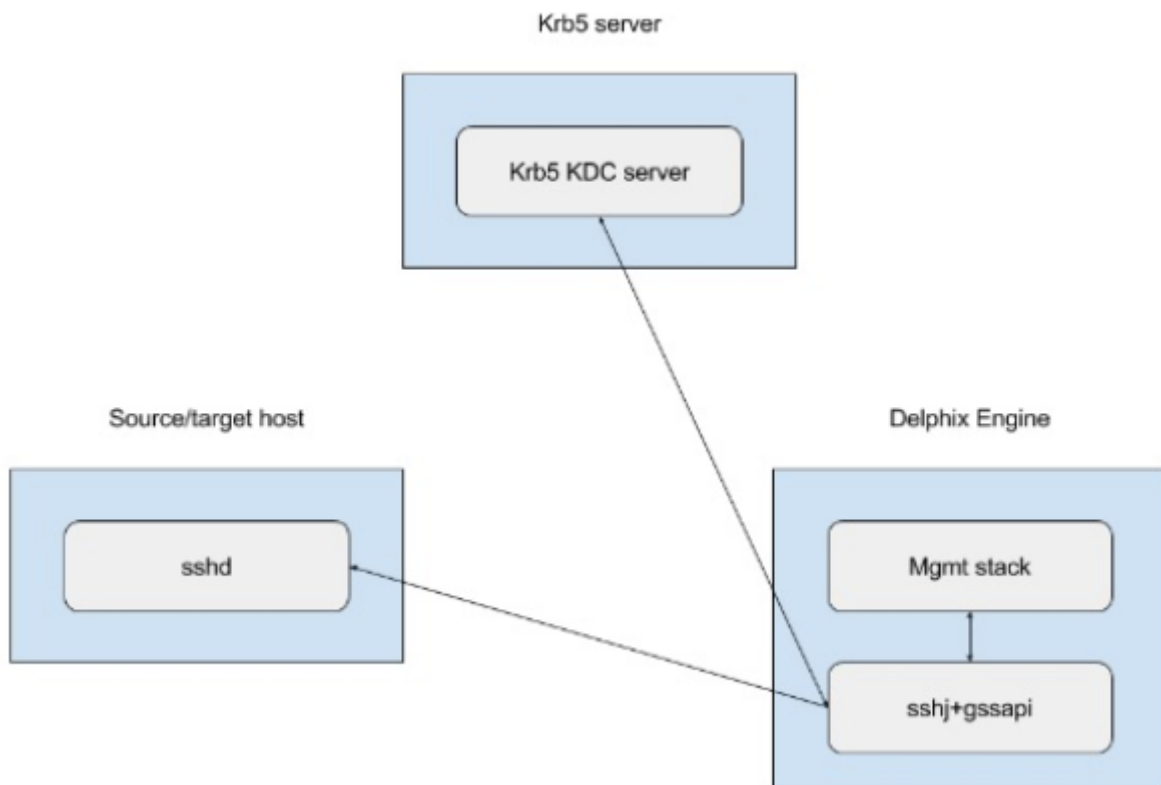 Krb5 server
Krb5 KDC server
Source/target host
Delphix Engine
sshd
Mgmt stack
sshj+gssapi